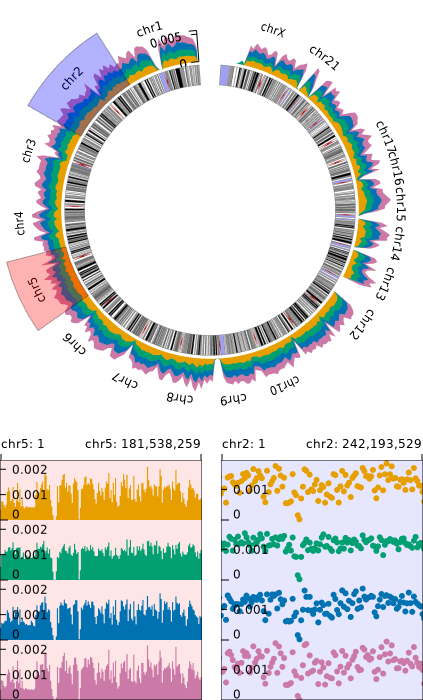 chr1
0.005
0
chrX
chr21
chr17
chr16
chr15
chr14
chr13
chr12
chr10
chr9
chr8
chr7
chr6
chr5
chr4
chr3
chr2
chr5: 1 chr5: 181,538,259
0.002
0.001
0
0.002
0.001
0
0.002
0.001
0
0.002
0.001
0
chr2: 1 chr2: 242,193,529
0.001
0
0.001
0
0.001
0
0.001
0